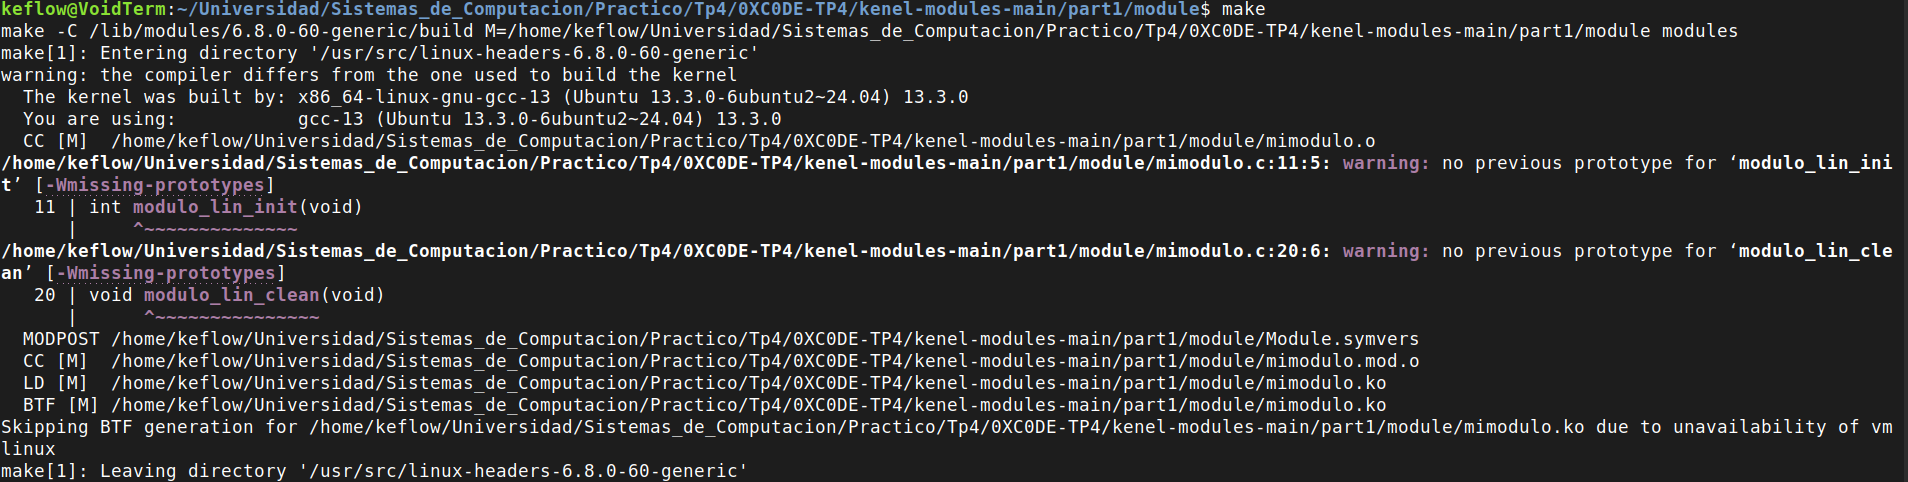 keflow@VoidTerm:~/Universidad/Sistemas_de_Computacion/Practico/Tp4/0XC0DE-TP4/kenel-modules-main/part1/module$ make
make -C /lib/modules/6.8.0-60-generic/build M=/home/keflow/Universidad/Sistemas_de_Computacion/Practico/Tp4/0XC0DE-TP4/kenel-modules-main/part1/module modules
make[1]: Entering directory '/usr/src/linux-headers-6.8.0-60-generic'
warning: the compiler differs from the one used to build the kernel
  The kernel was built by: x86_64-linux-gnu-gcc-13 (Ubuntu 13.3.0-6ubuntu2~24.04) 13.3.0
  You are using:           gcc-13 (Ubuntu 13.3.0-6ubuntu2~24.04) 13.3.0
  CC [M]  /home/keflow/Universidad/Sistemas_de_Computacion/Practico/Tp4/0XC0DE-TP4/kenel-modules-main/part1/module/mimodulo.o
/home/keflow/Universidad/Sistemas_de_Computacion/Practico/Tp4/0XC0DE-TP4/kenel-modules-main/part1/module/mimodulo.c:11:5: warning: no previous prototype for ‘modulo_lin_ini
t’ [-Wmissing-prototypes]
   11 | int modulo_lin_init(void)
      |     ^~~~~~~~~~~~~~~
/home/keflow/Universidad/Sistemas_de_Computacion/Practico/Tp4/0XC0DE-TP4/kenel-modules-main/part1/module/mimodulo.c:20:6: warning: no previous prototype for ‘modulo_lin_cle
an’ [-Wmissing-prototypes]
   20 | void modulo_lin_clean(void)
      |      ^~~~~~~~~~~~~~~~
  MODPOST /home/keflow/Universidad/Sistemas_de_Computacion/Practico/Tp4/0XC0DE-TP4/kenel-modules-main/part1/module/Module.symvers
  CC [M]  /home/keflow/Universidad/Sistemas_de_Computacion/Practico/Tp4/0XC0DE-TP4/kenel-modules-main/part1/module/mimodulo.mod.o
  LD [M]  /home/keflow/Universidad/Sistemas_de_Computacion/Practico/Tp4/0XC0DE-TP4/kenel-modules-main/part1/module/mimodulo.ko
  BTF [M] /home/keflow/Universidad/Sistemas_de_Computacion/Practico/Tp4/0XC0DE-TP4/kenel-modules-main/part1/module/mimodulo.ko
Skipping BTF generation for /home/keflow/Universidad/Sistemas_de_Computacion/Practico/Tp4/0XC0DE-TP4/kenel-modules-main/part1/module/mimodulo.ko due to unavailability of vm
linux
make[1]: Leaving directory '/usr/src/linux-headers-6.8.0-60-generic'